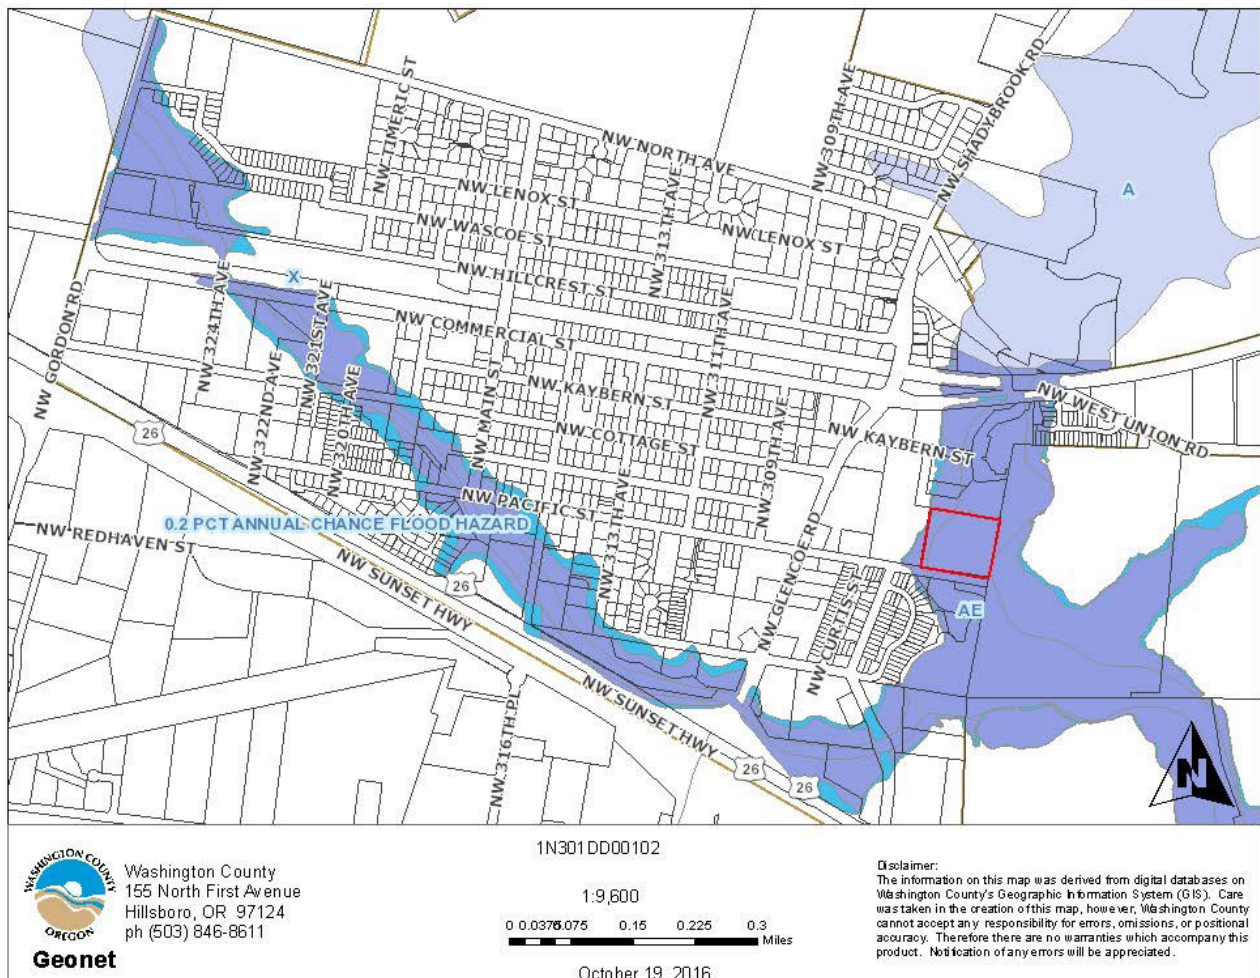 NW TIMERIC ST
NW NORTH AVE
NW 309TH AVE
NW SHADYBROOK RD
A
NW LENOX ST
NW 313TH AVE
NW LENOX ST
NW WASCOE ST
NW HILLCREST ST
X
NW 324TH AVE
NW GORDON RD
NW 322ND AVE
NW 321ST AVE
NW 320TH AVE
NW COMMERCIAL ST
NW MAIN ST
NW 311TH AVE
NW KAYBERN ST
NW COTTAGE ST
NW 309TH AVE
NW KAYBERN ST
NW WEST UNION RD
26
NW PACIFIC ST
NW 313TH AVE
0.2 PCT ANNUAL CHANCE FLOOD HAZARD
NW REDHAVEN ST
NW SUNSET HWY
26
NW GLENCOE RD
NW CURTIS ST
AE
NW 316TH PL
NW SUNSET HWY
26
26
N
WASHINGTON COUNTY
OREGON
Geonet
Washington County
155 North First Avenue
Hillsboro, OR 97124
ph (503) 846-8611
1N301DD00102
1:9,600
0 0.0375 0.075 0.15 0.225 0.3
Miles
October 19, 2016
Disclaimer:
The information on this map was derived from digital databases on
Washington County's Geographic Information System (GIS). Care
was taken in the creation of this map, however, Washington County
cannot accept any responsibility for errors, omissions, or positional
accuracy. Therefore there are no warranties which accompany this
product. Notification of any errors will be appreciated.